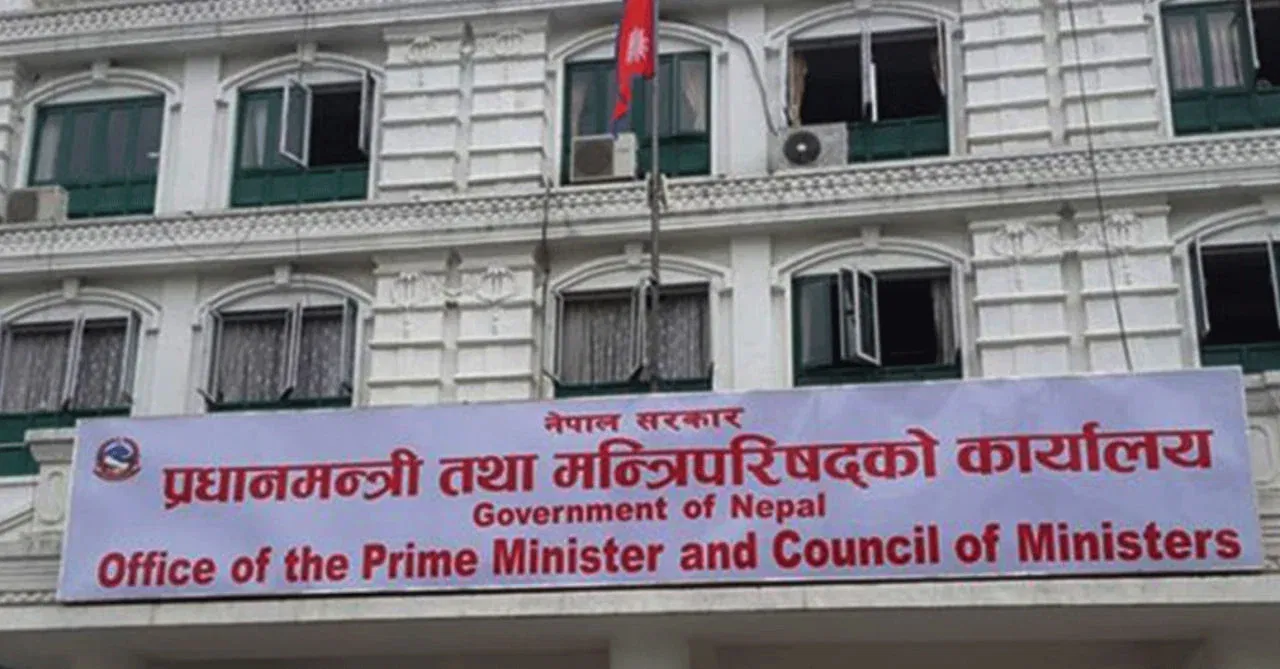 नेपाल सरकार
प्रधानमन्त्री तथा मन्त्रिपरिषद्को कार्यालय
Government of Nepal
Office of the Prime Minister and Council of Ministers